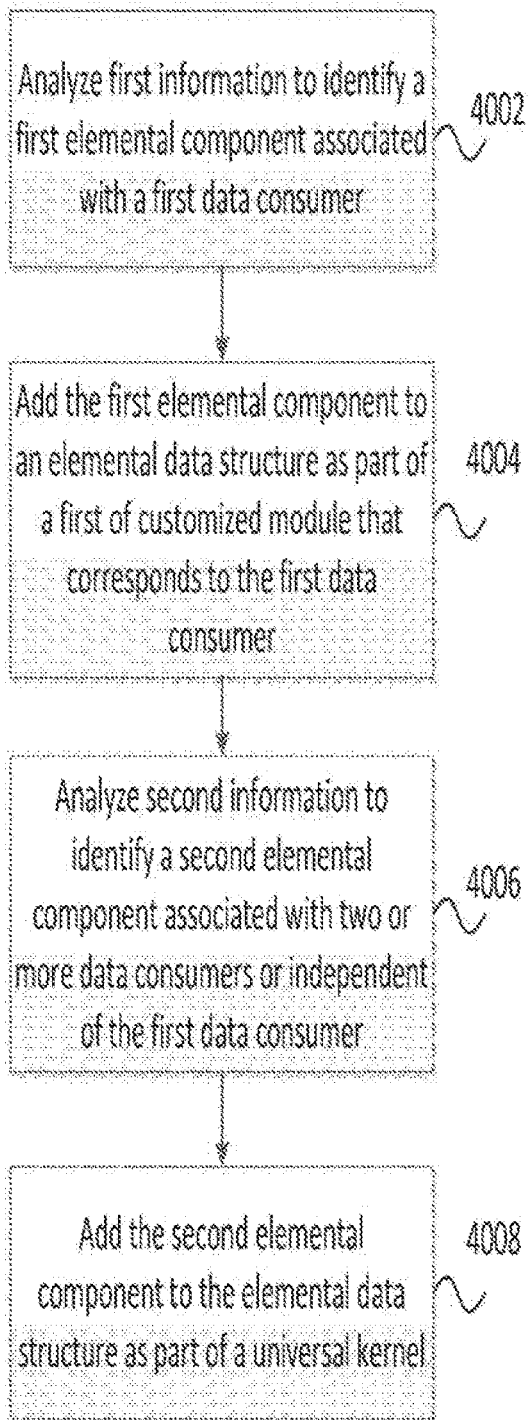 Analyze first information to identify a
first elemental component associated
with a first data consumer
4002
Add the first elemental component to
an elemental data structure as part of
a first of customized module that
corresponds to the first data
consumer
4004
Analyze second information to
identify a second elemental
component associated with two or
more data consumers or independent
of the first data consumer
4006
Add the second elemental
component to the elemental data
structure as part of a universal kernel
4008